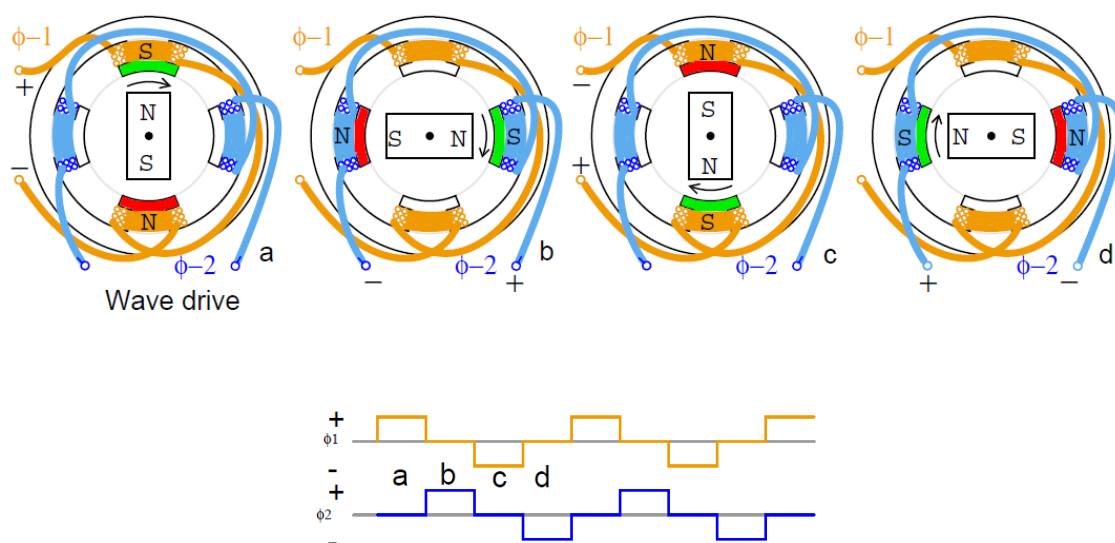 ϕ−1 ϕ−1 ϕ−1 ϕ−1
S N
+ − 
N S N S S N
N S S N N S
− +
N S
ϕ−2 a ϕ−2 b ϕ−2 c ϕ−2 d
− + + −
Wave drive
+
ϕ1
-
a b c d
+
ϕ2
-